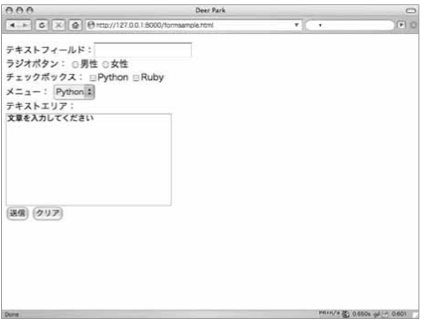 Deer Park
http://127.0.0.1:8000/formsample.html
テキストフィールド：
ラジオボタン： 男性 女性
チェックボックス： Python Ruby
メニュー： Python
テキストエリア：
文章を入力してください
送信 クリア
Done 0.650s 0.601